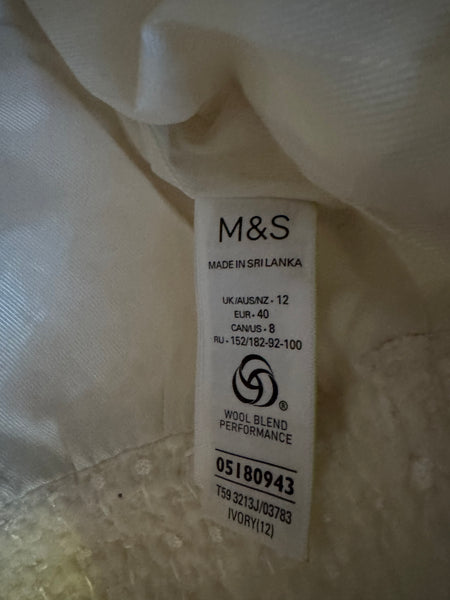 M&S
MADE IN SRI LANKA
UK/AUS/NZ • 12
EUR • 40
CAN/US • 8
RU • 152/182-92-100
®
WOOL BLEND
PERFORMANCE
05180943
T59 3213J/03783
IVORY(12)